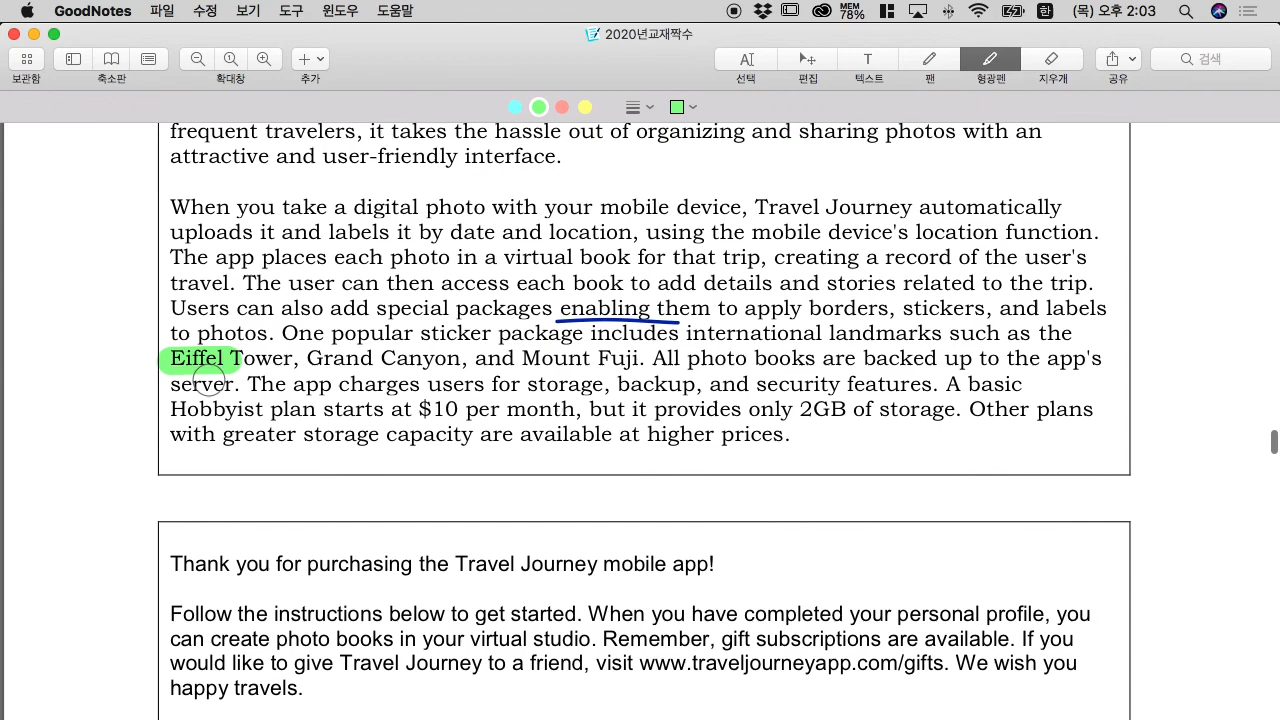 GoodNotes 파일 수정 보기 도구 윈도우 도움말 MEM 78% 한 (목) 오후 2:03
2020년교재짝수
보관함 축소판 확대창 추가 선택 편집 텍스트 펜 형광펜 지우개 공유 검색
frequent travelers, it takes the hassle out of organizing and sharing photos with an
attractive and user-friendly interface.
When you take a digital photo with your mobile device, Travel Journey automatically
uploads it and labels it by date and location, using the mobile device's location function.
The app places each photo in a virtual book for that trip, creating a record of the user's
travel. The user can then access each book to add details and stories related to the trip.
Users can also add special packages enabling them to apply borders, stickers, and labels
to photos. One popular sticker package includes international landmarks such as the
Eiffel Tower, Grand Canyon, and Mount Fuji. All photo books are backed up to the app's
server. The app charges users for storage, backup, and security features. A basic
Hobbyist plan starts at $10 per month, but it provides only 2GB of storage. Other plans
with greater storage capacity are available at higher prices.
Thank you for purchasing the Travel Journey mobile app!
Follow the instructions below to get started. When you have completed your personal profile, you
can create photo books in your virtual studio. Remember, gift subscriptions are available. If you
would like to give Travel Journey to a friend, visit www.traveljourneyapp.com/gifts. We wish you
happy travels.